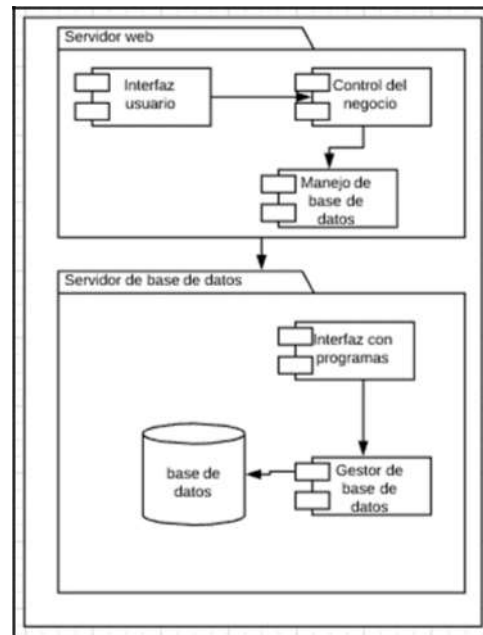 Servidor web
Interfaz
usuario
Control del
negocio
Manejo de
base de
datos
Servidor de base de datos
Interfaz con
programas
base de
datos
Gestor de
base de
datos